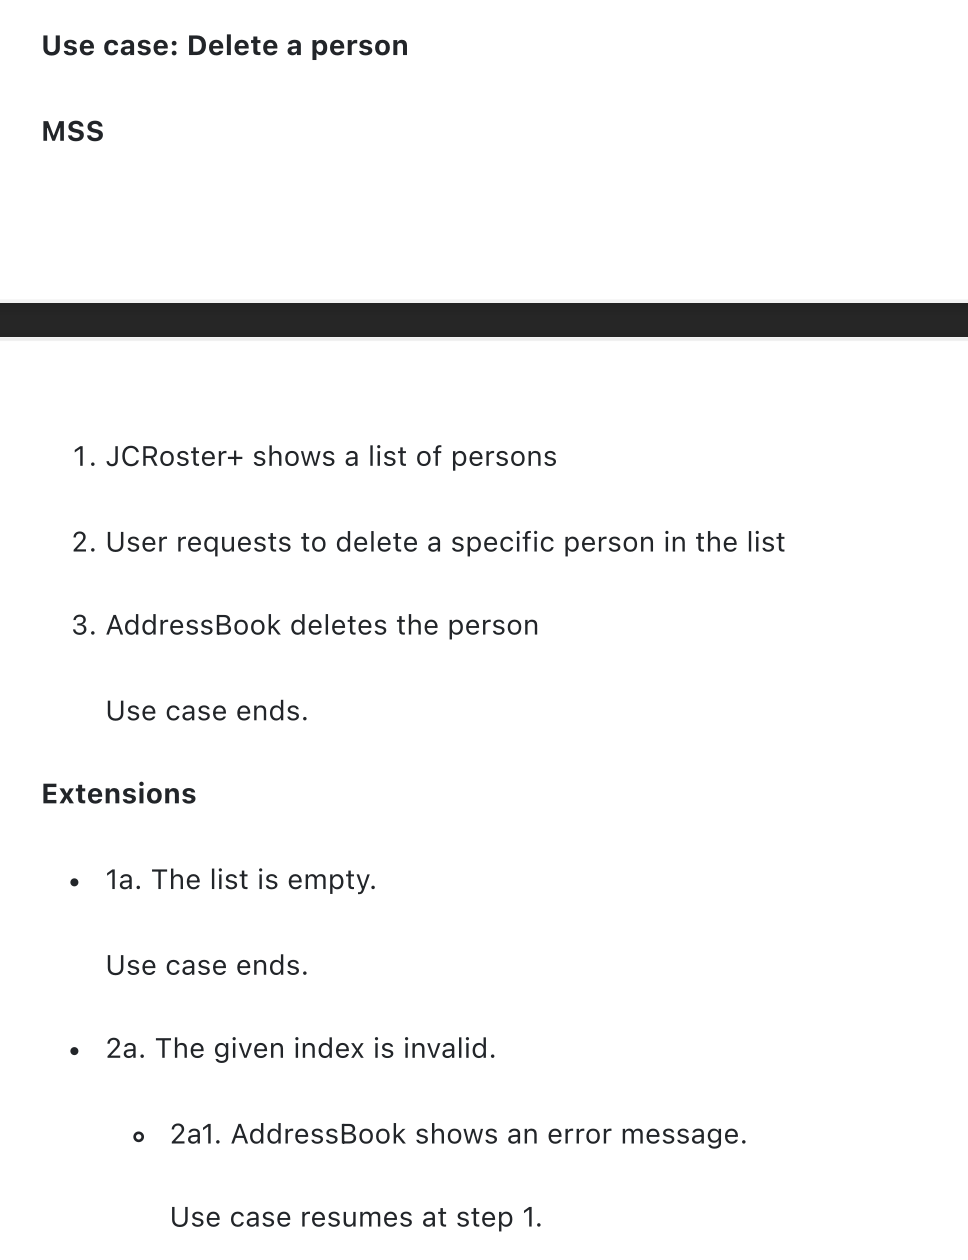 Use case: Delete a person
MSS
1. JCRoster+ shows a list of persons
2. User requests to delete a specific person in the list
3. AddressBook deletes the person
Use case ends.
Extensions
• 1a. The list is empty.
Use case ends.
• 2a. The given index is invalid.
◦ 2a1. AddressBook shows an error message.
Use case resumes at step 1.